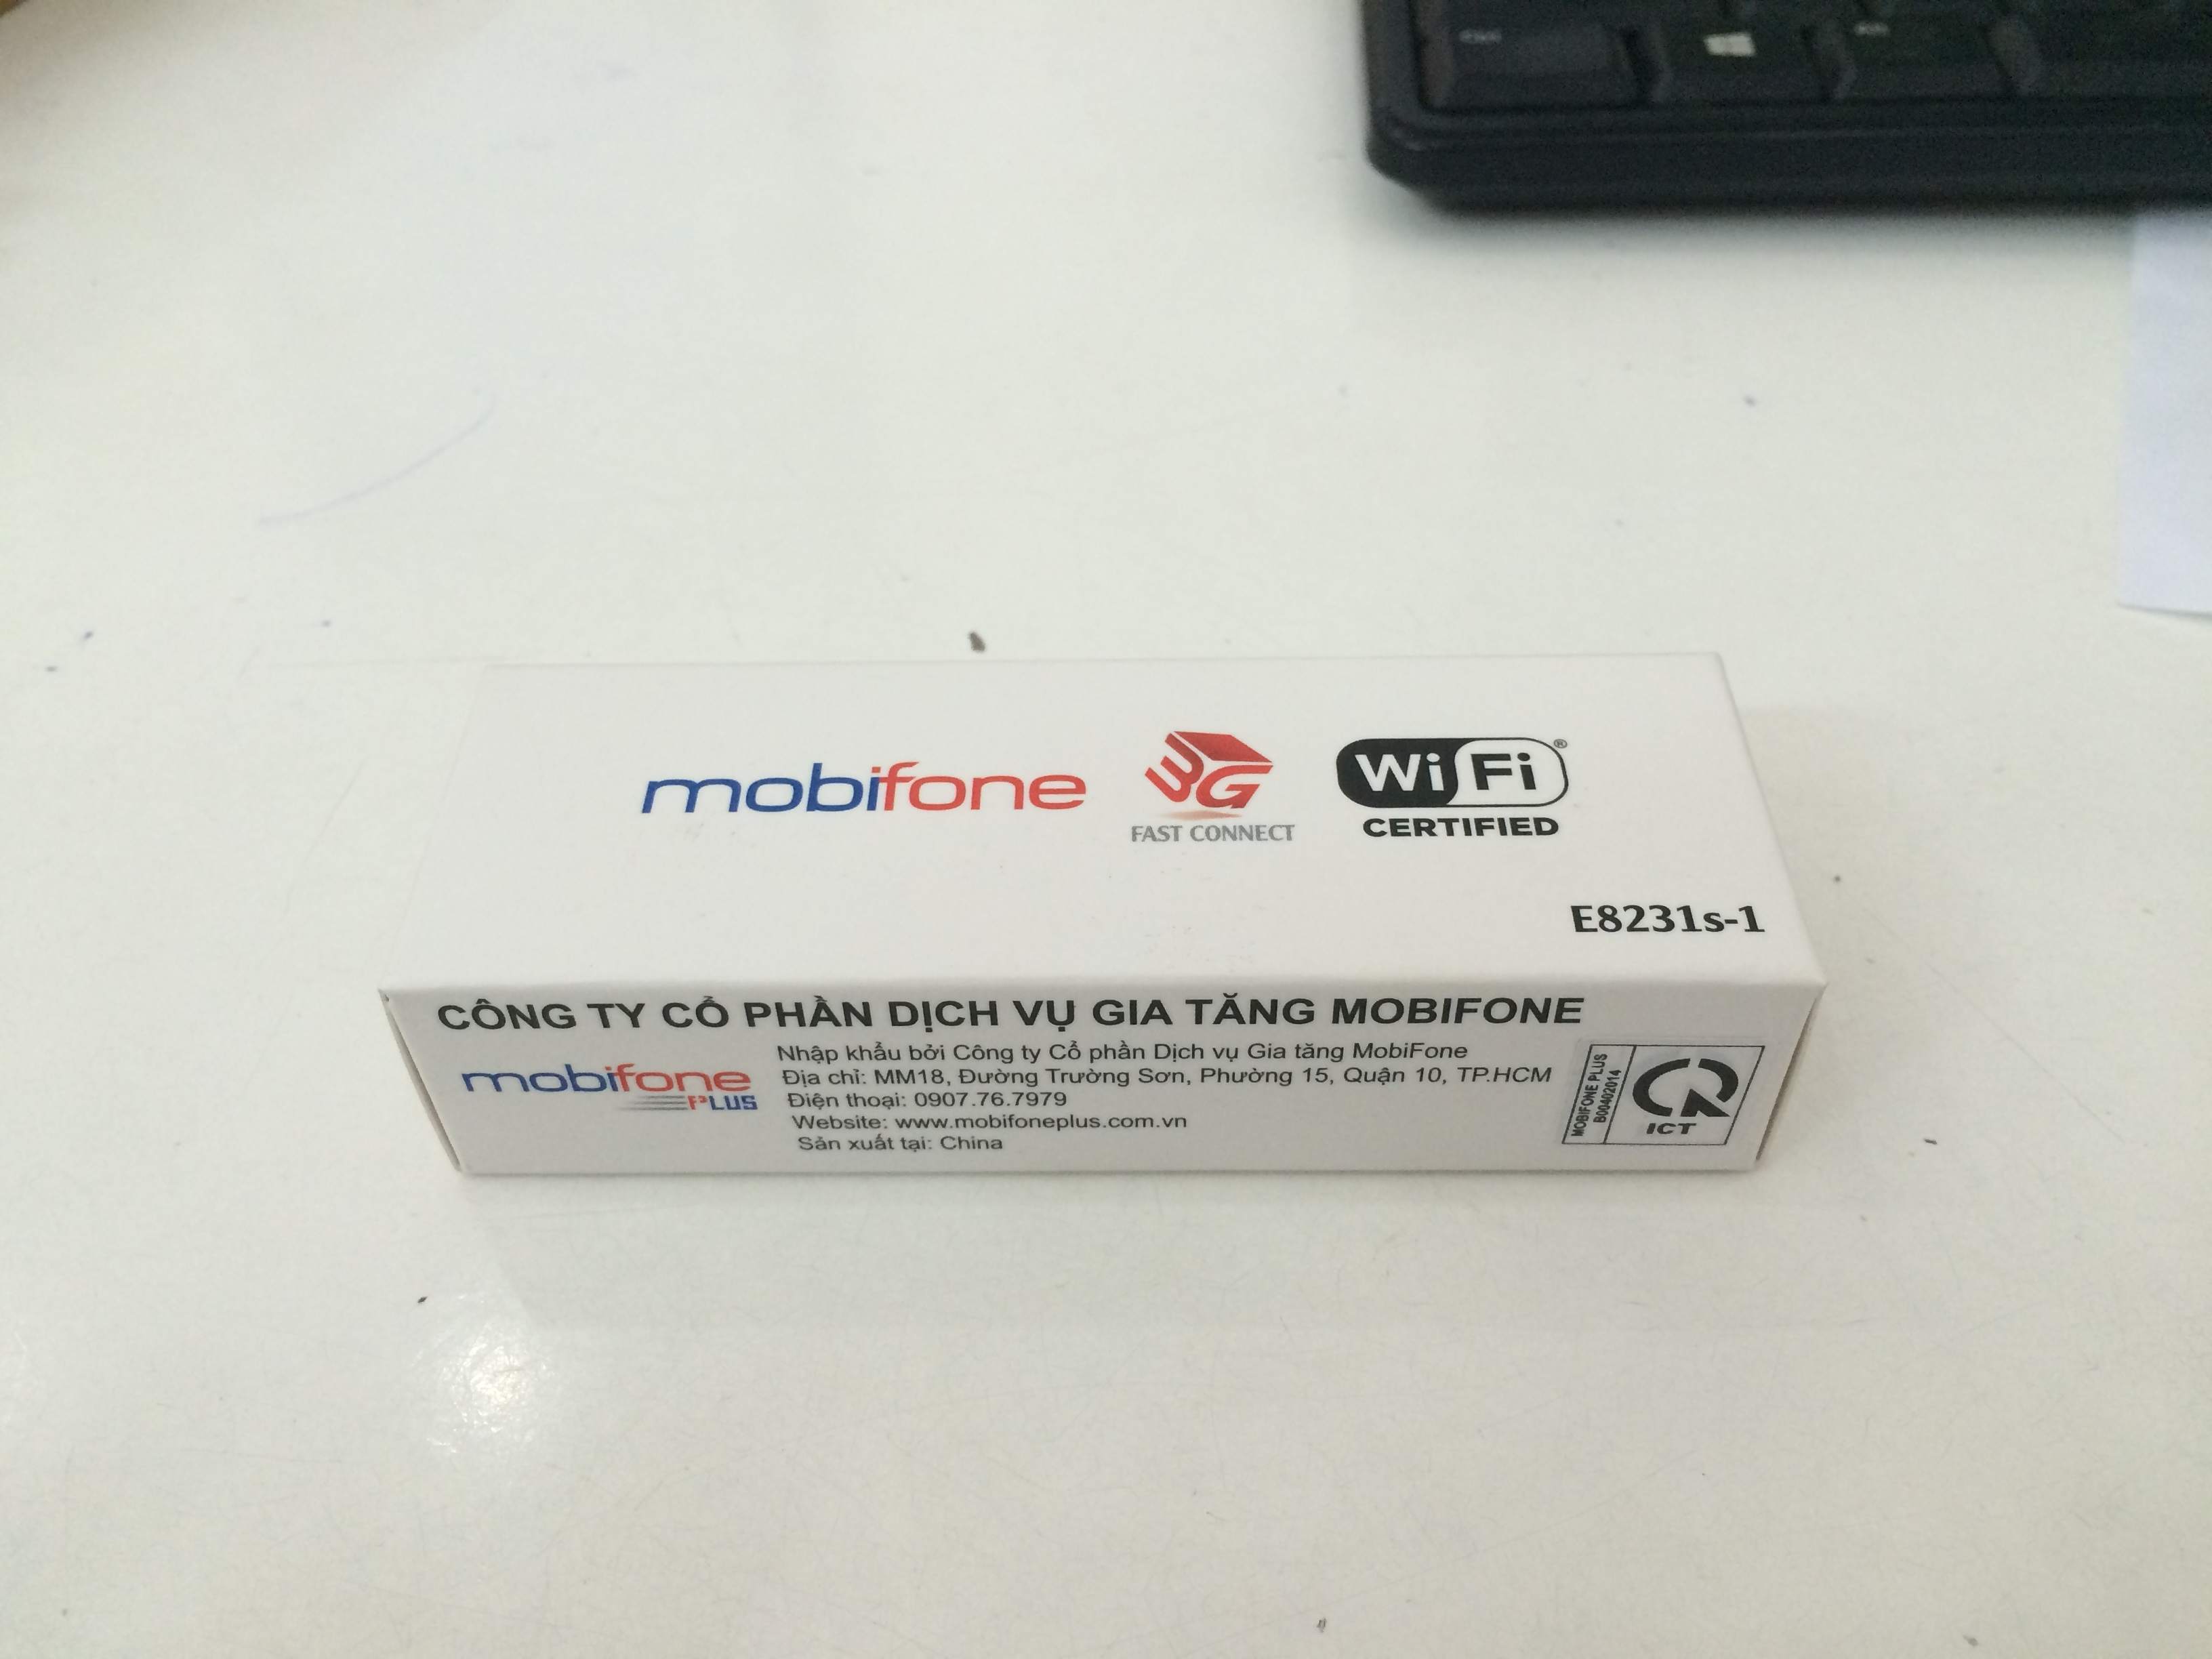 mobifone
3G
FAST CONNECT
Wi Fi®
CERTIFIED
E8231s-1
CÔNG TY CỔ PHẦN DỊCH VỤ GIA TĂNG MOBIFONE
mobifone
PLUS
Nhập khẩu bởi Công ty Cổ phần Dịch vụ Gia tăng MobiFone
Địa chỉ: MM18, Đường Trường Sơn, Phường 15, Quận 10, TP.HCM
Điện thoại: 0907.76.7979
Website: www.mobifoneplus.com.vn
Sản xuất tại: China
MOBIFONE PLUS
B00402014
ICT